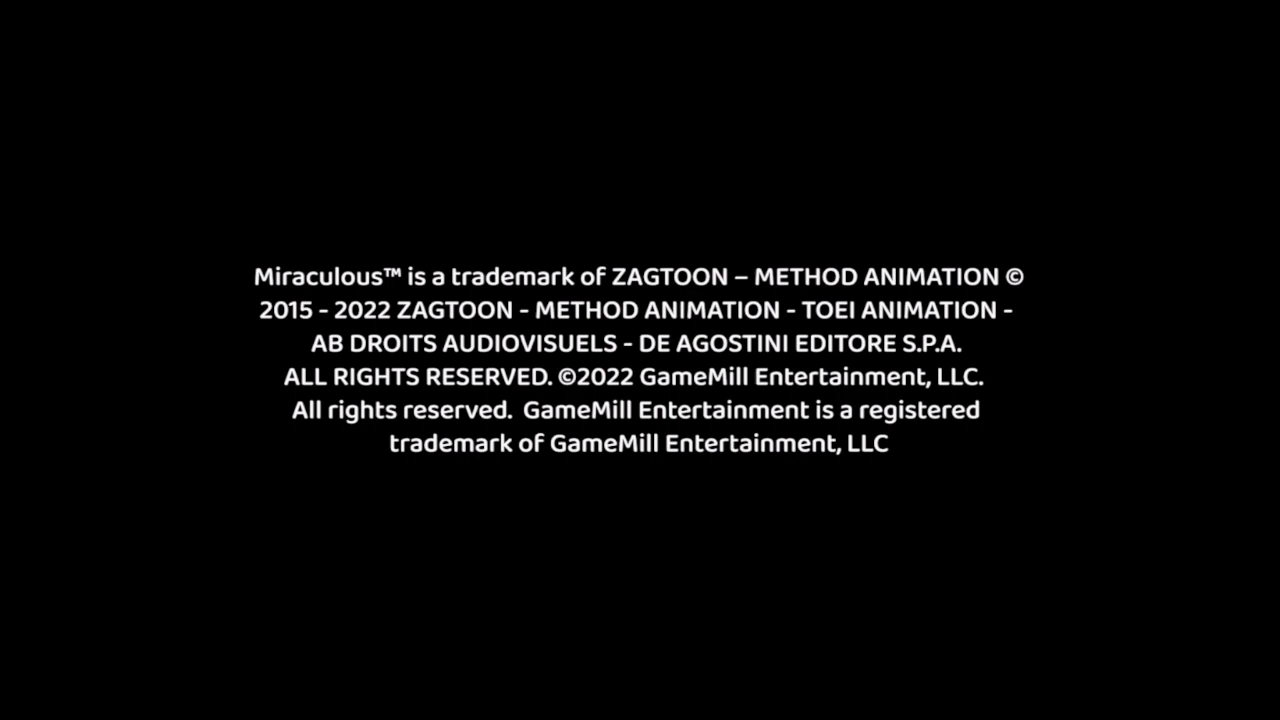 Miraculous™ is a trademark of ZAGTOON – METHOD ANIMATION ©
2015 - 2022 ZAGTOON - METHOD ANIMATION - TOEI ANIMATION -
AB DROITS AUDIOVISUELS - DE AGOSTINI EDITORE S.P.A.
ALL RIGHTS RESERVED. ©2022 GameMill Entertainment, LLC.
All rights reserved.  GameMill Entertainment is a registered
trademark of GameMill Entertainment, LLC